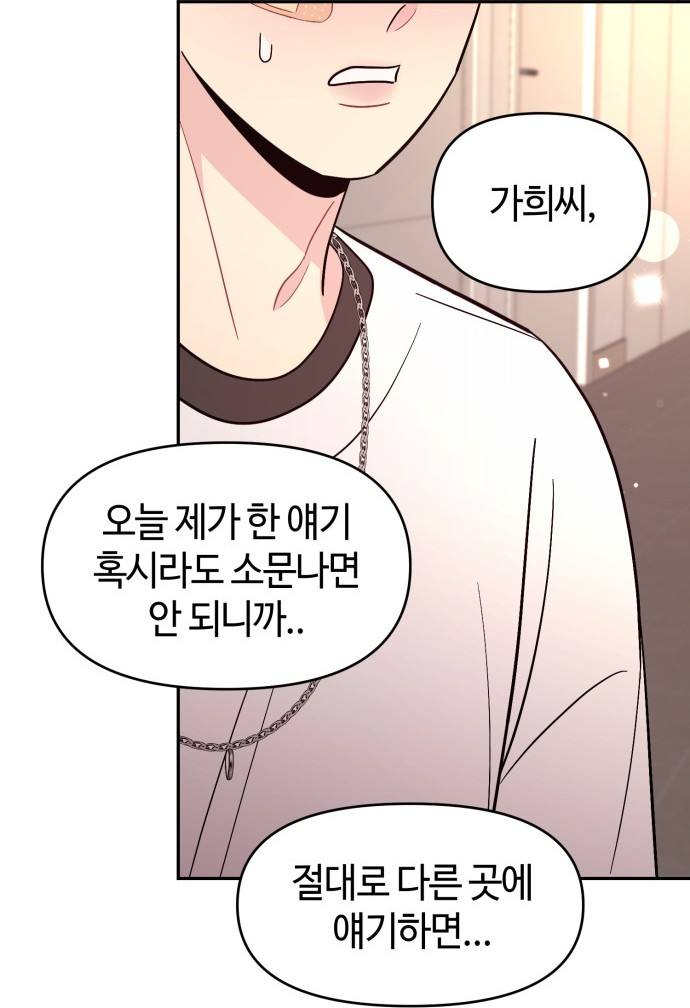 가희씨,
오늘 제가 한 얘기
혹시라도 소문나면
안 되니까..
절대로 다른 곳에
얘기하면...